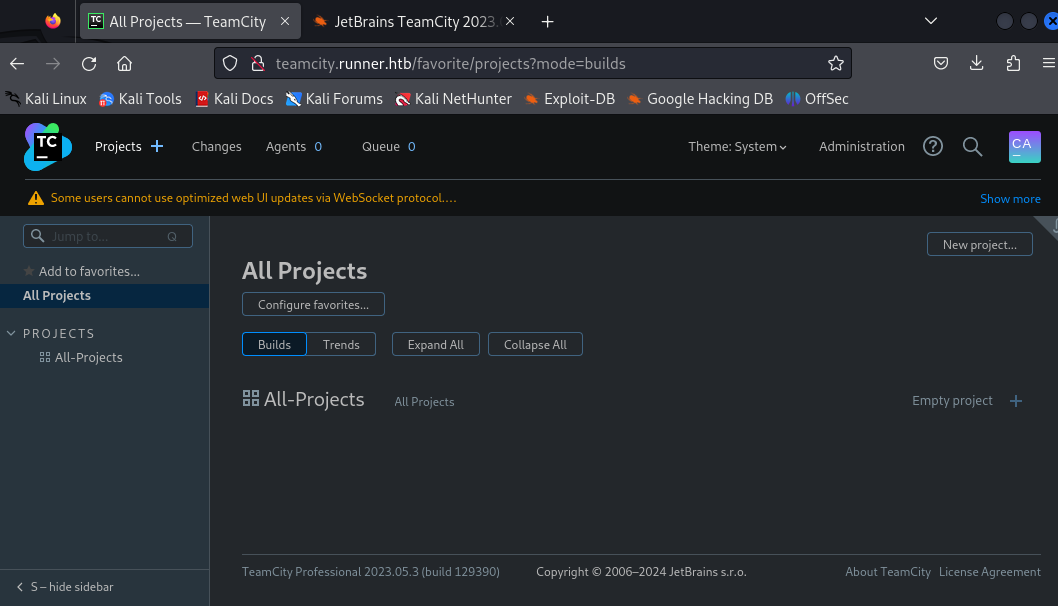 All Projects — TeamCity
JetBrains TeamCity 2023.
teamcity.runner.htb/favorite/projects?mode=builds
Kali Linux Kali Tools Kali Docs Kali Forums Kali NetHunter Exploit-DB Google Hacking DB OffSec
TC Projects Changes Agents 0 Queue 0 Theme: System Administration CA
Some users cannot use optimized web UI updates via WebSocket protocol.... Show more
Jump to... Q
New project...
Add to favorites...
All Projects
All Projects
Configure favorites...
PROJECTS
All-Projects
Builds Trends Expand All Collapse All
All-Projects All Projects Empty project
TeamCity Professional 2023.05.3 (build 129390) Copyright © 2006–2024 JetBrains s.r.o. About TeamCity License Agreement
S – hide sidebar